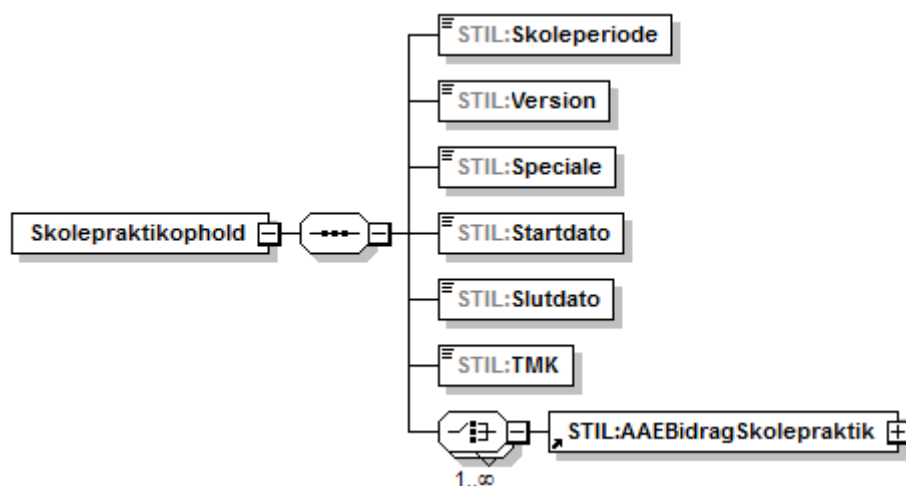 STIL:Skoleperiode
STIL:Version
STIL:Speciale
Skolepraktikophold
STIL:Startdato
STIL:Slutdato
STIL:TMK
STIL:AAEBidragSkolepraktik
1..∞